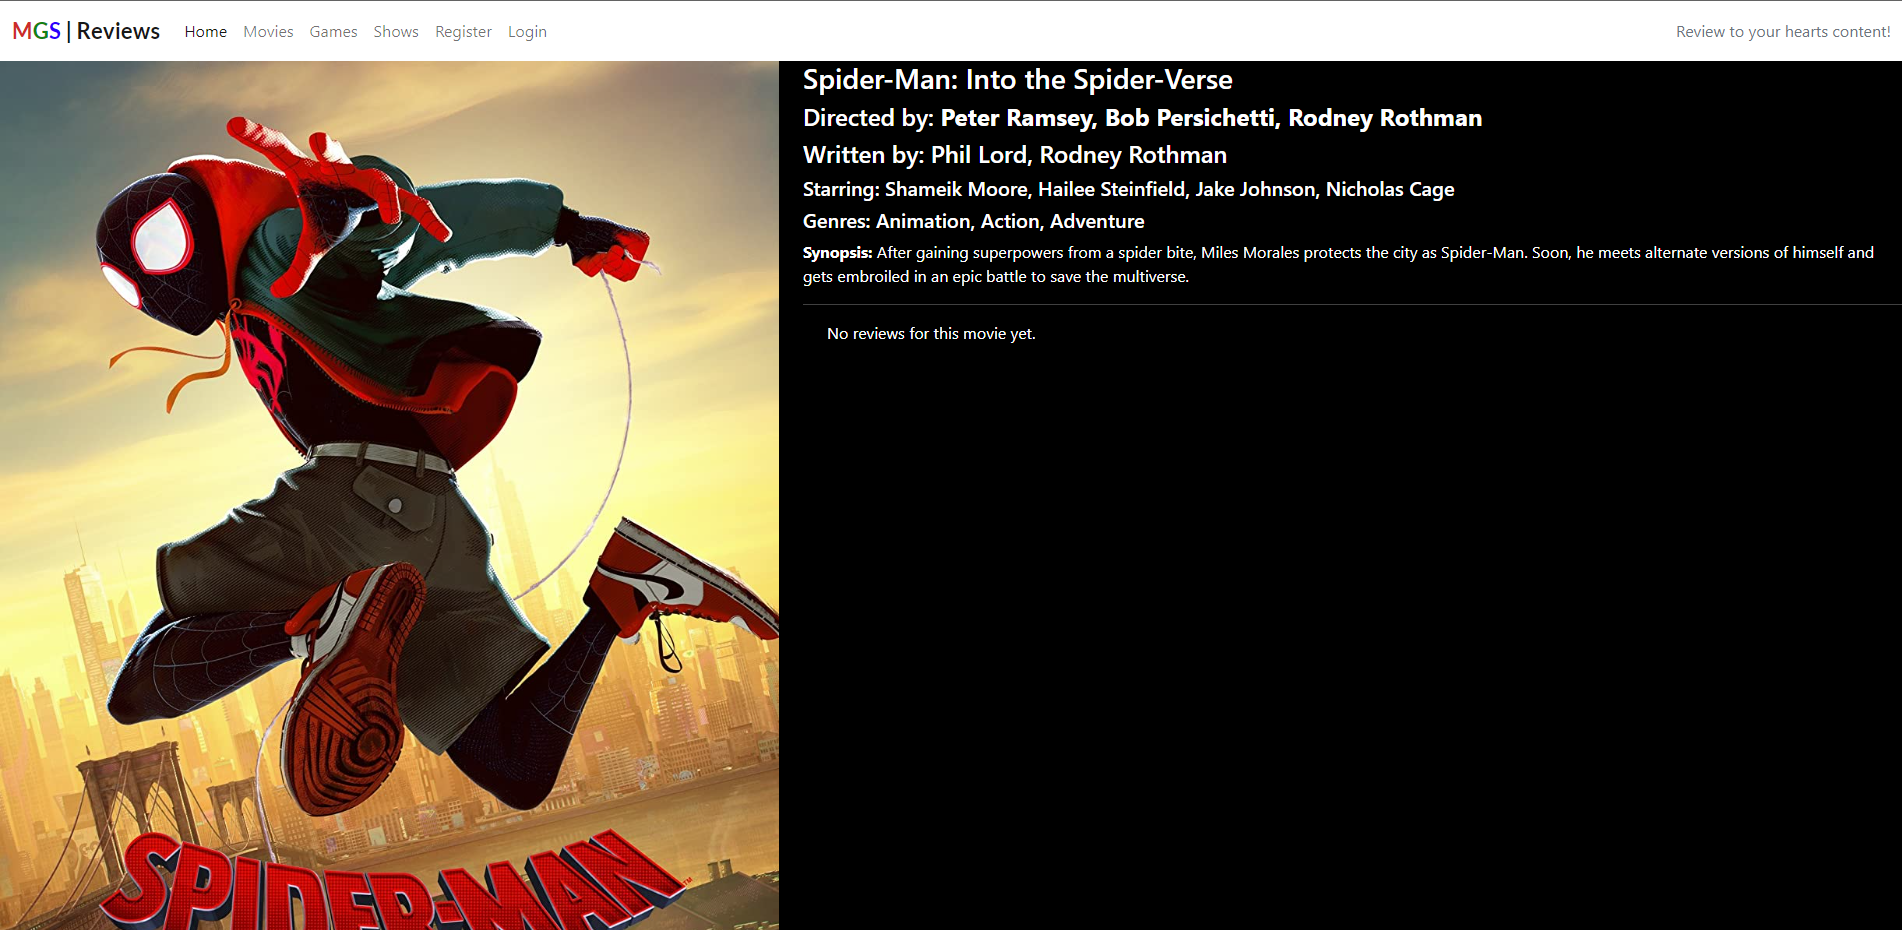 MGS | Reviews Home Movies Games Shows Register Login Review to your hearts content!
Spider-Man: Into the Spider-Verse
Directed by: Peter Ramsey, Bob Persichetti, Rodney Rothman
Written by: Phil Lord, Rodney Rothman
Starring: Shameik Moore, Hailee Steinfield, Jake Johnson, Nicholas Cage
Genres: Animation, Action, Adventure
Synopsis: After gaining superpowers from a spider bite, Miles Morales protects the city as Spider-Man. Soon, he meets alternate versions of himself and
gets embroiled in an epic battle to save the multiverse.
No reviews for this movie yet.
SPIDER-MAN™